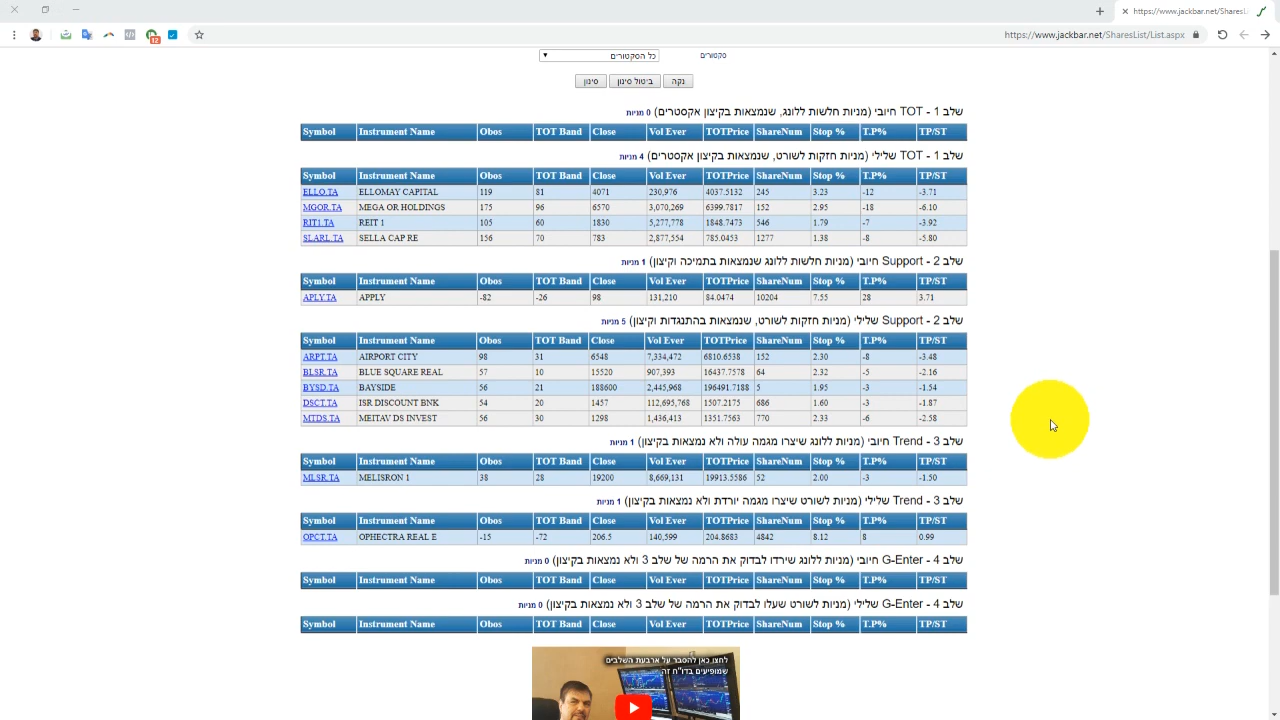 https://www.jackbar.net/SharesL
https://www.jackbar.net/SharesList/List.aspx
12
סקטורים
כל הסקטורים
נקה ביטול סינון סינון
שלב 1 - TOT חיובי (מניות חלשות ללונג, שנמצאות בקיצון אקסטרים) 0 מניות
Symbol Instrument Name Obos TOT Band Close Vol Ever TOTPrice ShareNum Stop % T.P% TP/ST
שלב 1 - TOT שלילי (מניות חזקות לשורט, שנמצאות בקיצון אקסטרים) 4 מניות
Symbol Instrument Name Obos TOT Band Close Vol Ever TOTPrice ShareNum Stop % T.P% TP/ST
ELLO.TA ELLOMAY CAPITAL 119 81 4071 230,976 4037.5132 245 3.23 -12 -3.71
MGOR.TA MEGA OR HOLDINGS 175 96 6570 3,070,269 6399.7817 152 2.95 -18 -6.10
RIT1.TA REIT 1 105 60 1830 5,277,778 1848.7473 546 1.79 -7 -3.92
SLARL.TA SELLA CAP RE 156 70 783 2,877,554 785.0453 1277 1.38 -8 -5.80
שלב 2 - Support חיובי (מניות חלשות ללונג שנמצאות בתמיכה וקיצון) 1 מניות
Symbol Instrument Name Obos TOT Band Close Vol Ever TOTPrice ShareNum Stop % T.P% TP/ST
APLY.TA APPLY -82 -26 98 131,210 84.0474 10204 7.55 28 3.71
שלב 2 - Support שלילי (מניות חזקות לשורט, שנמצאות בהתנגדות וקיצון) 5 מניות
Symbol Instrument Name Obos TOT Band Close Vol Ever TOTPrice ShareNum Stop % T.P% TP/ST
ARPT.TA AIRPORT CITY 98 31 6548 7,334,472 6810.6538 152 2.30 -8 -3.48
BLSR.TA BLUE SQUARE REAL 57 10 15520 907,393 16437.7578 64 2.32 -5 -2.16
BYSD.TA BAYSIDE 56 21 188600 2,445,968 196491.7188 5 1.95 -3 -1.54
DSCT.TA ISR DISCOUNT BNK 54 20 1457 112,695,768 1507.2175 686 1.60 -3 -1.87
MTDS.TA MEITAV DS INVEST 56 30 1298 1,436,413 1351.7563 770 2.33 -6 -2.58
שלב 3 - Trend חיובי (מניות ללונג שיצרו מגמה עולה ולא נמצאות בקיצון) 1 מניות
Symbol Instrument Name Obos TOT Band Close Vol Ever TOTPrice ShareNum Stop % T.P% TP/ST
MLSR.TA MELISRON 1 38 28 19200 8,669,131 19913.5586 52 2.00 -3 -1.50
שלב 3 - Trend שלילי (מניות לשורט שיצרו מגמה יורדת ולא נמצאות בקיצון) 1 מניות
Symbol Instrument Name Obos TOT Band Close Vol Ever TOTPrice ShareNum Stop % T.P% TP/ST
OPCT.TA OPHECTRA REAL E -15 -72 206.5 140,599 204.8683 4842 8.12 8 0.99
שלב 4 - G-Enter חיובי (מניות ללונג שירדו לבדוק את הרמה של שלב 3 ולא נמצאות בקיצון) 0 מניות
Symbol Instrument Name Obos TOT Band Close Vol Ever TOTPrice ShareNum Stop % T.P% TP/ST
שלב 4 - G-Enter שלילי (מניות לשורט שעלו לבדוק את הרמה של שלב 3 ולא נמצאות בקיצון) 0 מניות
Symbol Instrument Name Obos TOT Band Close Vol Ever TOTPrice ShareNum Stop % T.P% TP/ST
לחצו כאן להסבר על ארבעת השלבים
שמופיעים בדו"ח זה